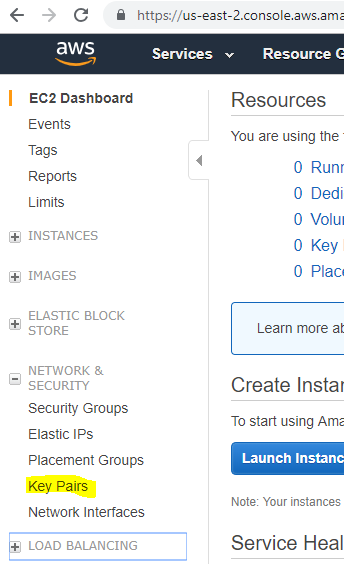 https://us-east-2.console.aws.ama
aws
Services
Resource G
EC2 Dashboard
Events
Tags
Reports
Limits
INSTANCES
IMAGES
ELASTIC BLOCK
STORE
NETWORK &
SECURITY
Security Groups
Elastic IPs
Placement Groups
Key Pairs
Network Interfaces
LOAD BALANCING
Resources
You are using the
0 Runn
0 Dedi
0 Volu
0 Key
0 Place
Learn more ab
Create Instan
To start using Ama
Launch Instanc
Note: Your instances
Service Heal